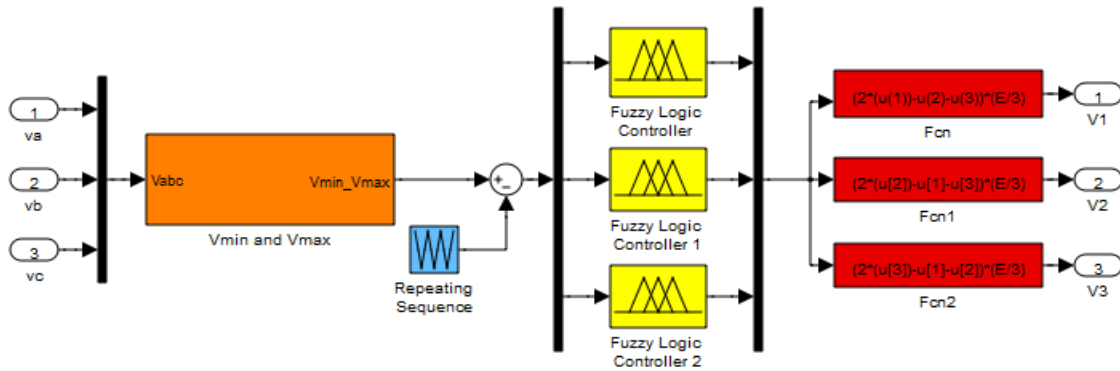 1
va
2
vb
3
vc
Vabc
Vmin_Vmax
Vmin and Vmax
+
-
Repeating
Sequence
Fuzzy Logic
Controller
Fuzzy Logic
Controller 1
Fuzzy Logic
Controller 2
(2*(u(1))-u(2)-u(3))*(E/3)
Fcn
(2*(u[2])-u[1]-u[3])*(E/3)
Fcn1
(2*(u[3])-u[1]-u[2])*(E/3)
Fcn2
1
V1
2
V2
3
V3